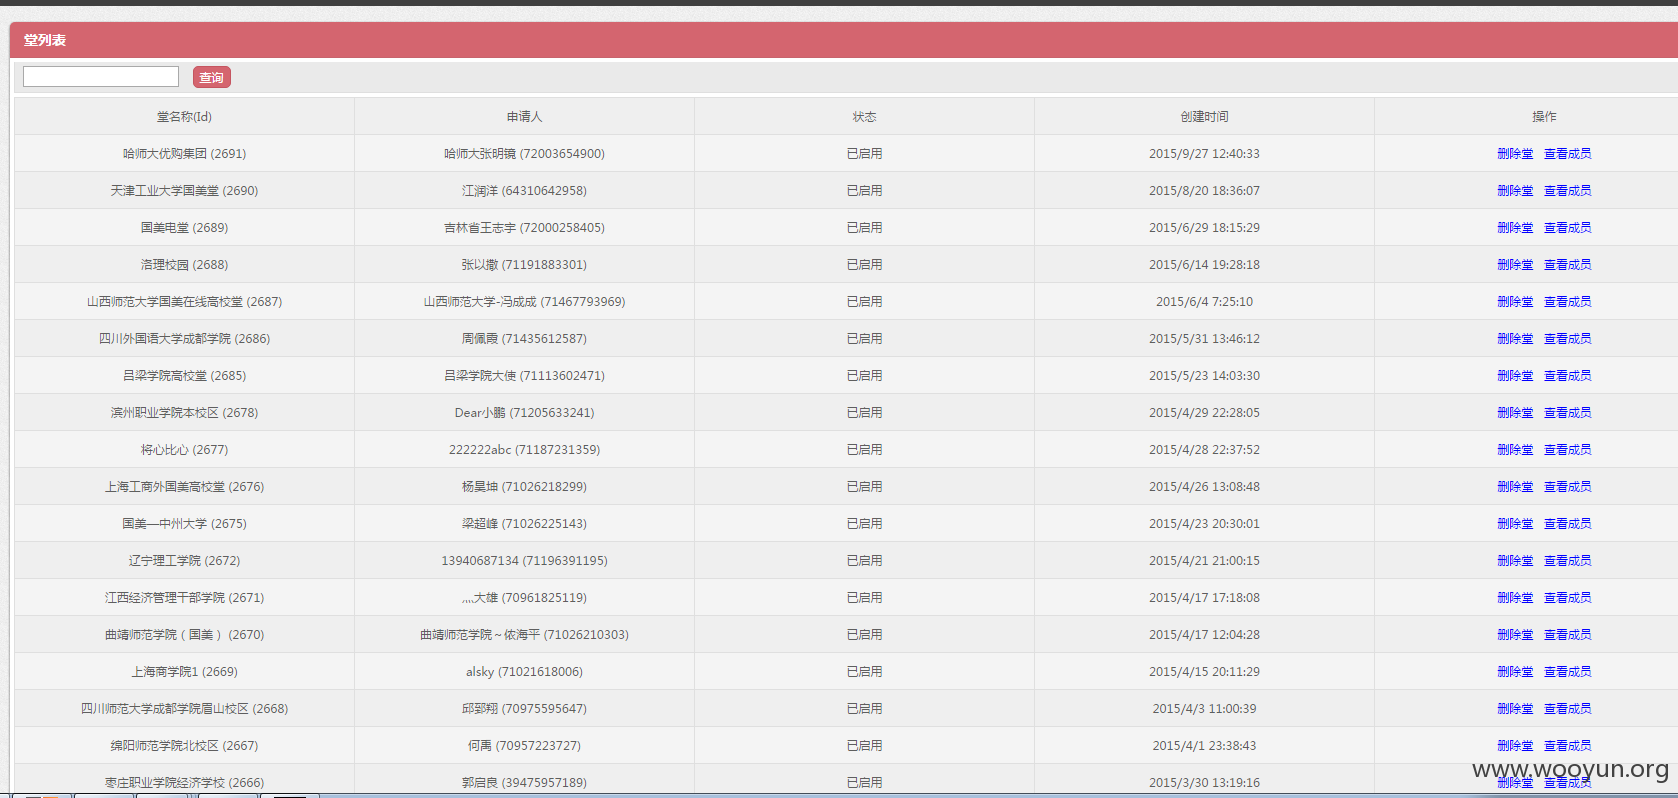 堂列表
查询
堂名称(Id) 申请人 状态 创建时间 操作
哈师大优购集团 (2691) 哈师大张明镜 (72003654900) 已启用 2015/9/27 12:40:33 删除堂 查看成员
天津工业大学国美堂 (2690) 江润洋 (64310642958) 已启用 2015/8/20 18:36:07 删除堂 查看成员
国美电堂 (2689) 吉林省王志宇 (72000258405) 已启用 2015/6/29 18:15:29 删除堂 查看成员
洛理校园 (2688) 张以撒 (71191883301) 已启用 2015/6/14 19:28:18 删除堂 查看成员
山西师范大学国美在线高校堂 (2687) 山西师范大学-冯成成 (71467793969) 已启用 2015/6/4 7:25:10 删除堂 查看成员
四川外国语大学成都学院 (2686) 周佩霞 (71435612587) 已启用 2015/5/31 13:46:12 删除堂 查看成员
吕梁学院高校堂 (2685) 吕梁学院大使 (71113602471) 已启用 2015/5/23 14:03:30 删除堂 查看成员
滨州职业学院本校区 (2678) Dear小鹏 (71205633241) 已启用 2015/4/29 22:28:05 删除堂 查看成员
将心比心 (2677) 222222abc (71187231359) 已启用 2015/4/28 22:37:52 删除堂 查看成员
上海工商外国美高校堂 (2676) 杨昊坤 (71026218299) 已启用 2015/4/26 13:08:48 删除堂 查看成员
国美—中州大学 (2675) 梁超峰 (71026225143) 已启用 2015/4/23 20:30:01 删除堂 查看成员
辽宁理工学院 (2672) 13940687134 (71196391195) 已启用 2015/4/21 21:00:15 删除堂 查看成员
江西经济管理干部学院 (2671) 灬大雄 (70961825119) 已启用 2015/4/17 17:18:08 删除堂 查看成员
曲靖师范学院（国美） (2670) 曲靖师范学院～侬海平 (71026210303) 已启用 2015/4/17 12:04:28 删除堂 查看成员
上海商学院1 (2669) alsky (71021618006) 已启用 2015/4/15 20:11:29 删除堂 查看成员
四川师范大学成都学院眉山校区 (2668) 邱郅翔 (70975595647) 已启用 2015/4/3 11:00:39 删除堂 查看成员
绵阳师范学院北校区 (2667) 何禹 (70957223727) 已启用 2015/4/1 23:38:43 删除堂 查看成员
枣庄职业学院经济学校 (2666) 郭启良 (39475957189) 已启用 2015/3/30 13:19:16 删除堂 查看成员
www.wooyun.org